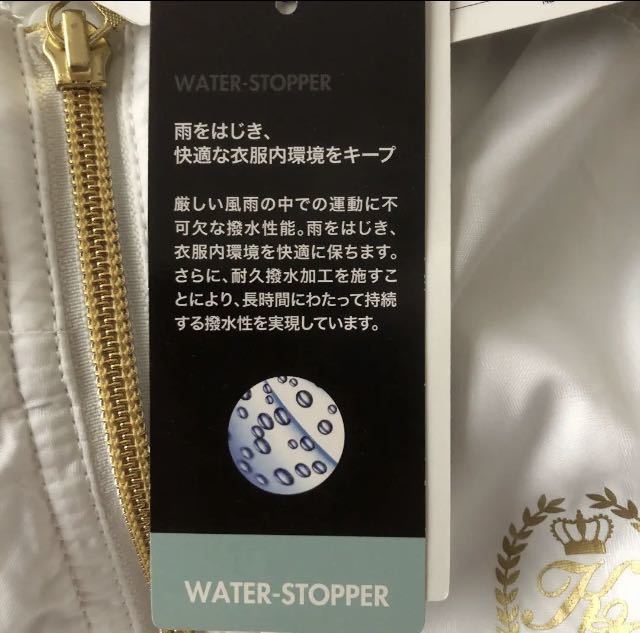 WATER-STOPPER
雨をはじき、
快適な衣服内環境をキープ
厳しい風雨の中での運動に不
可欠な撥水性能。雨をはじき、
衣服内環境を快適に保ちます。
さらに、耐久撥水加工を施すこ
とにより、長時間にわたって持続
する撥水性を実現しています。
WATER-STOPPER